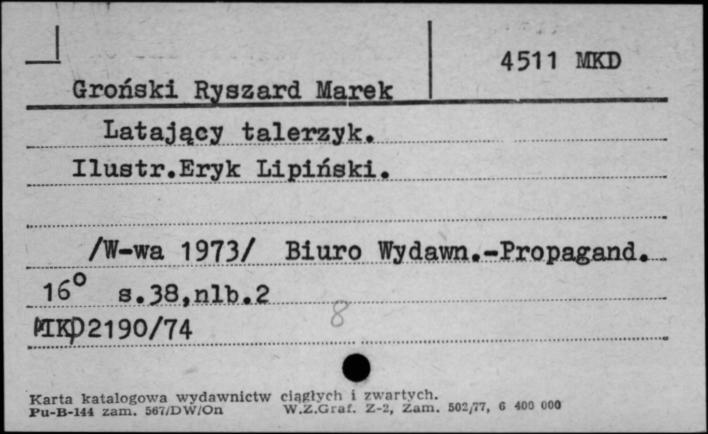 4511 MKD
Groński Ryszard Marek
Latający talerzyk.
Ilustr.Eryk Lipiński.
/W-wa 1973/ Biuro Wydawn.-Propagand.
16° s.38,nlb.2
8
MKD2190/74
Karta katalogowa wydawnictw ciągłych i zwartych.
Pu-B-144 zam. 567/DW/On W.Z.Graf. Z-2, Zam. 502/77, 6 400 000